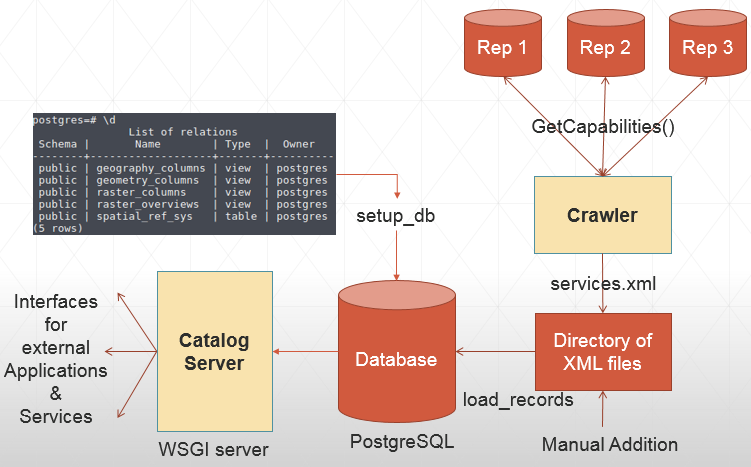 Rep 1
Rep 2
Rep 3
GetCapabilities()
postgres=# \d
List of relations
Schema | Name | Type | Owner
--------+-------------------+-------+----------
public | geography_columns | view | postgres
public | geometry_columns | view | postgres
public | raster_columns | view | postgres
public | raster_overviews | view | postgres
public | spatial_ref_sys | table | postgres
(5 rows)
setup_db
Crawler
services.xml
Interfaces
for
external
Applications
&
Services
Catalog
Server
WSGI server
Database
PostgreSQL
Directory of
XML files
load_records
Manual Addition